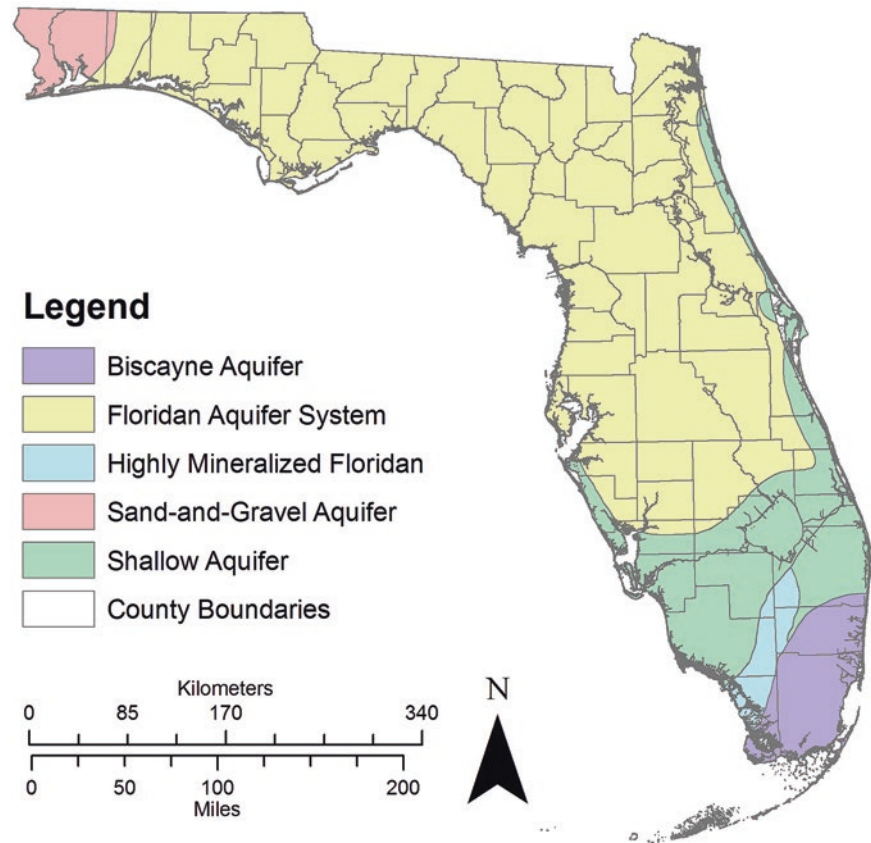 Legend
Biscayne Aquifer
Floridan Aquifer System
Highly Mineralized Floridan
Sand-and-Gravel Aquifer
Shallow Aquifer
County Boundaries
Kilometers
0 85 170 340
0 50 100 200
Miles
N